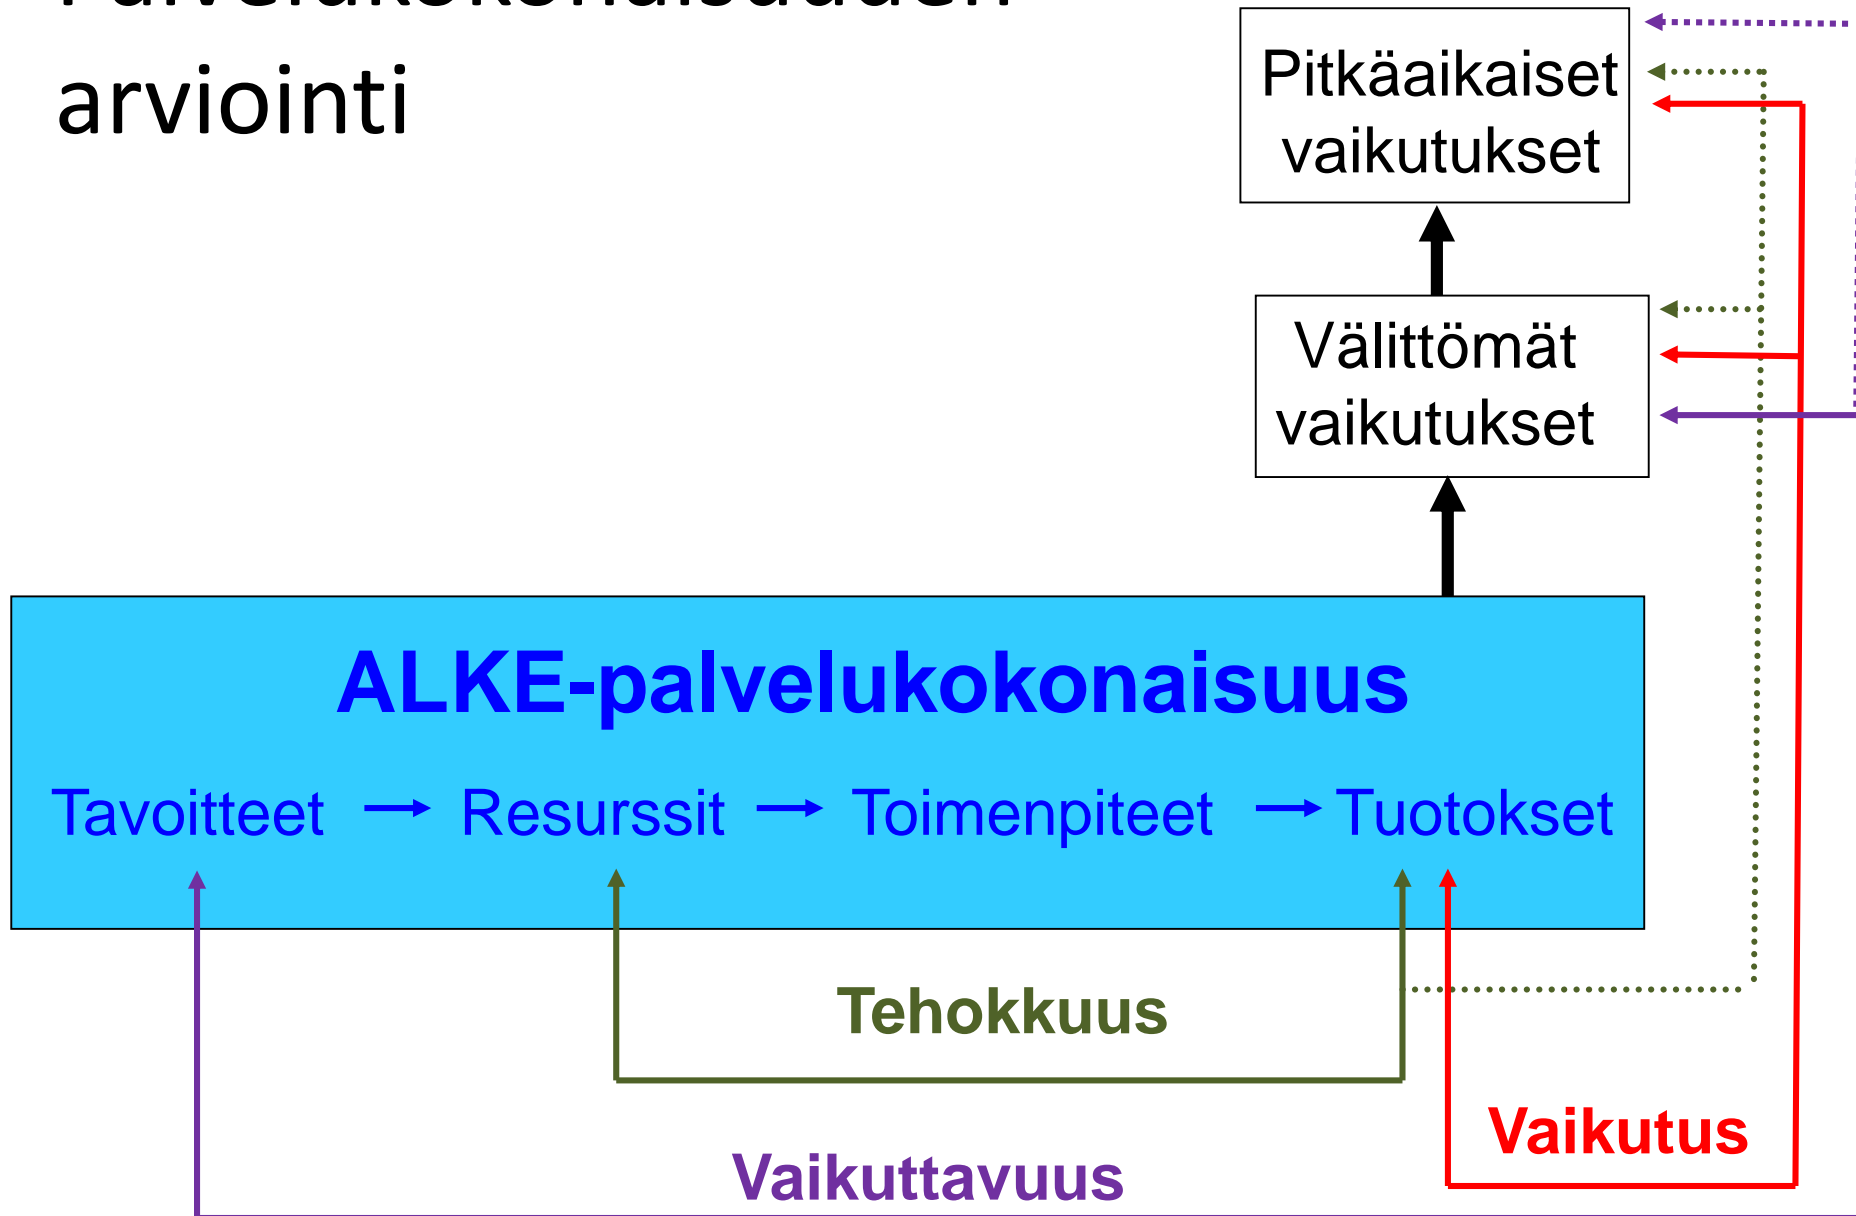 arviointi
Pitkäaikaiset
vaikutukset
Välittömät
vaikutukset
ALKE-palvelukokonaisuus
Tavoitteet Resurssit Toimenpiteet Tuotokset
Tehokkuus
Vaikutus
Vaikuttavuus